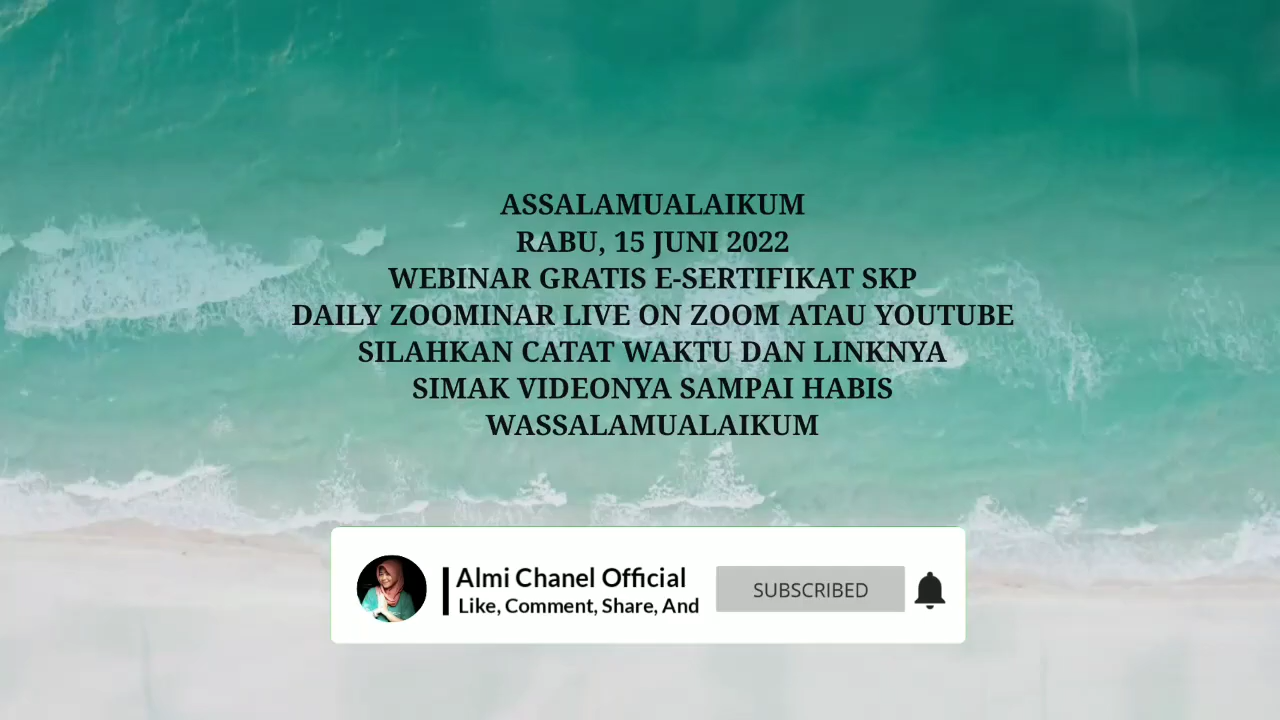 ASSALAMUALAIKUM
RABU, 15 JUNI 2022
WEBINAR GRATIS E-SERTIFIKAT SKP
DAILY ZOOMINAR LIVE ON ZOOM ATAU YOUTUBE
SILAHKAN CATAT WAKTU DAN LINKNYA
SIMAK VIDEONYA SAMPAI HABIS
WASSALAMUALAIKUM
Almi Chanel Official
Like, Comment, Share, And
SUBSCRIBED